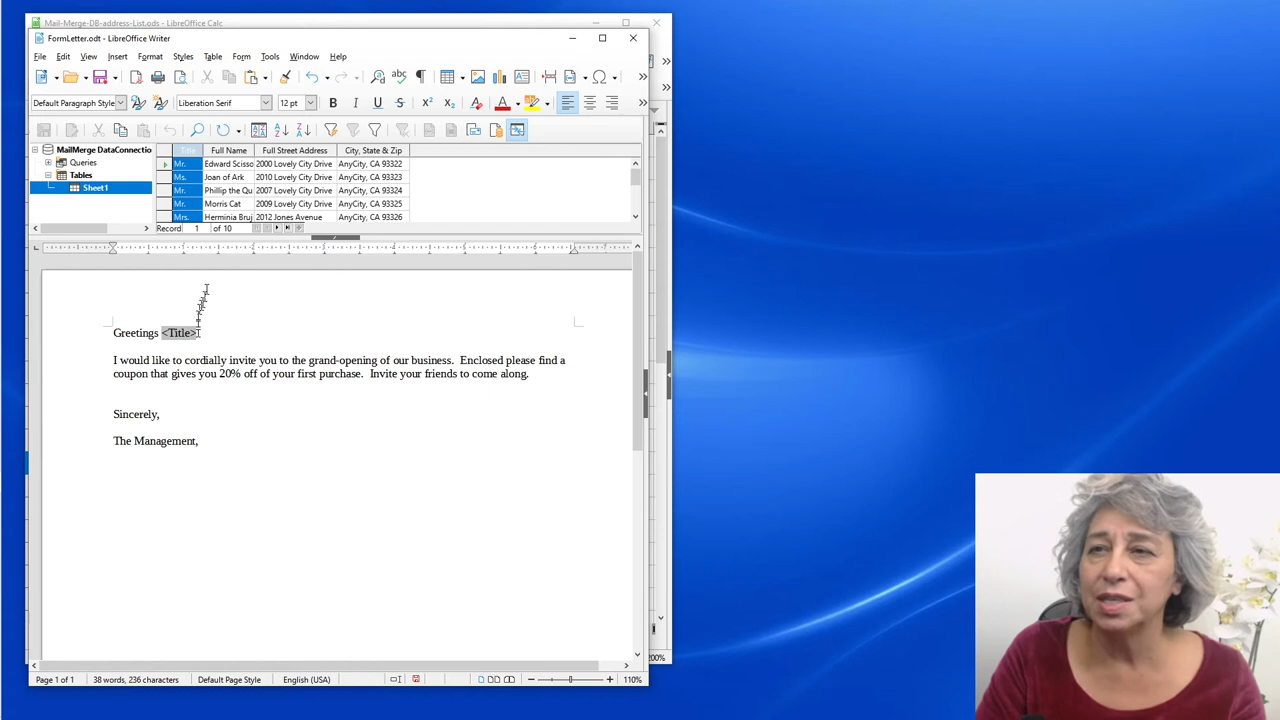 Mail-Merge-DB-address-List.ods - LibreOffice Calc
FormLetter.odt - LibreOffice Writer
File Edit View Insert Format Styles Table Form Tools Window Help
Default Paragraph Style Liberation Serif 12 pt
MailMerge DataConnectio
Queries
Tables
Sheet1
Title Full Name Full Street Address City, State & Zip
Mr. Edward Scisso 2000 Lovely City Drive AnyCity, CA 93322
Ms. Joan of Ark 2010 Lovely City Drive AnyCity, CA 93323
Mr. Phillip the Qu 2007 Lovely City Drive AnyCity, CA 93324
Mr. Morris Cat 2009 Lovely City Drive AnyCity, CA 93325
Mrs. Herminia Bruj 2012 Jones Avenue AnyCity, CA 93326
Record 1 of 10
Greetings <Title>
I would like to cordially invite you to the grand-opening of our business. Enclosed please find a
coupon that gives you 20% off of your first purchase. Invite your friends to come along.
Sincerely,
The Management,
Page 1 of 1 38 words, 236 characters Default Page Style English (USA) 110%
200%